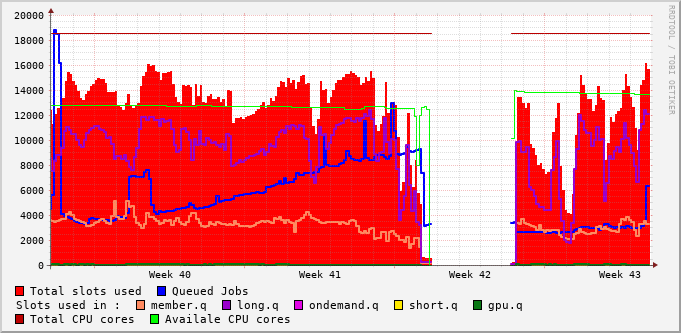 RRDTOOL / TOBI OETIKER
20000
18000
16000
14000
12000
10000
8000
6000
4000
2000
0
Week 40 Week 41 Week 42 Week 43
Total slots used Queued Jobs
Slots used in : member.q long.q ondemand.q short.q gpu.q
Total CPU cores Availale CPU cores